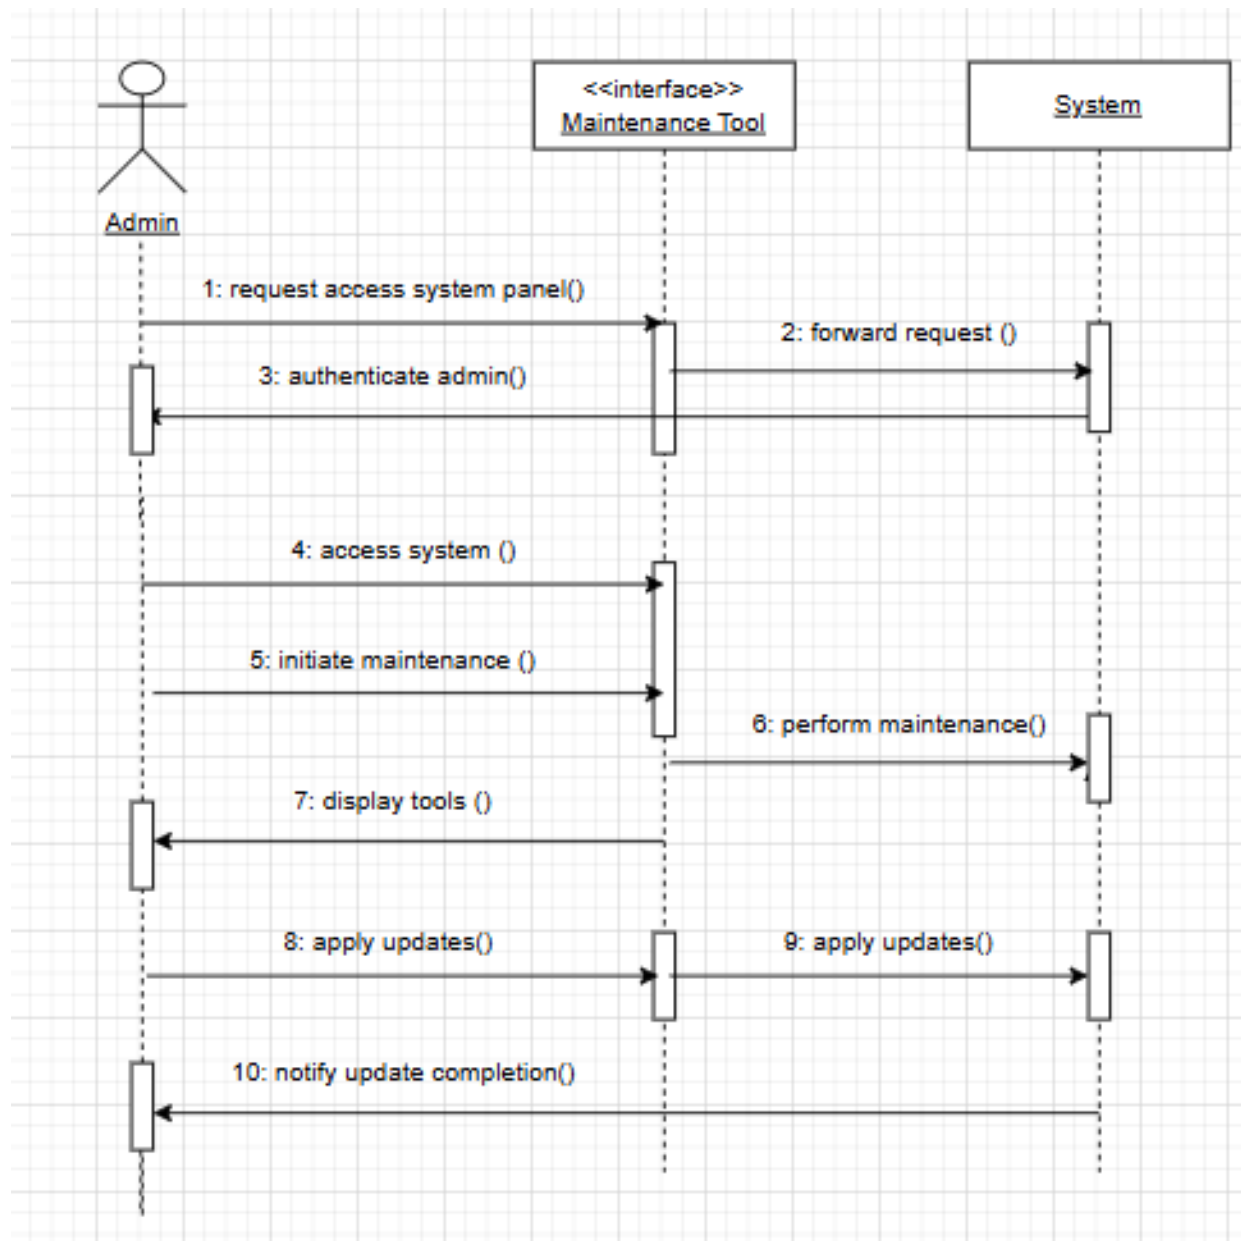 <<interface>>
Maintenance Tool
System
Admin
1: request access system panel()
2: forward request ()
3: authenticate admin()
4: access system ()
5: initiate maintenance ()
6: perform maintenance()
7: display tools ()
8: apply updates()
9: apply updates()
10: notify update completion()